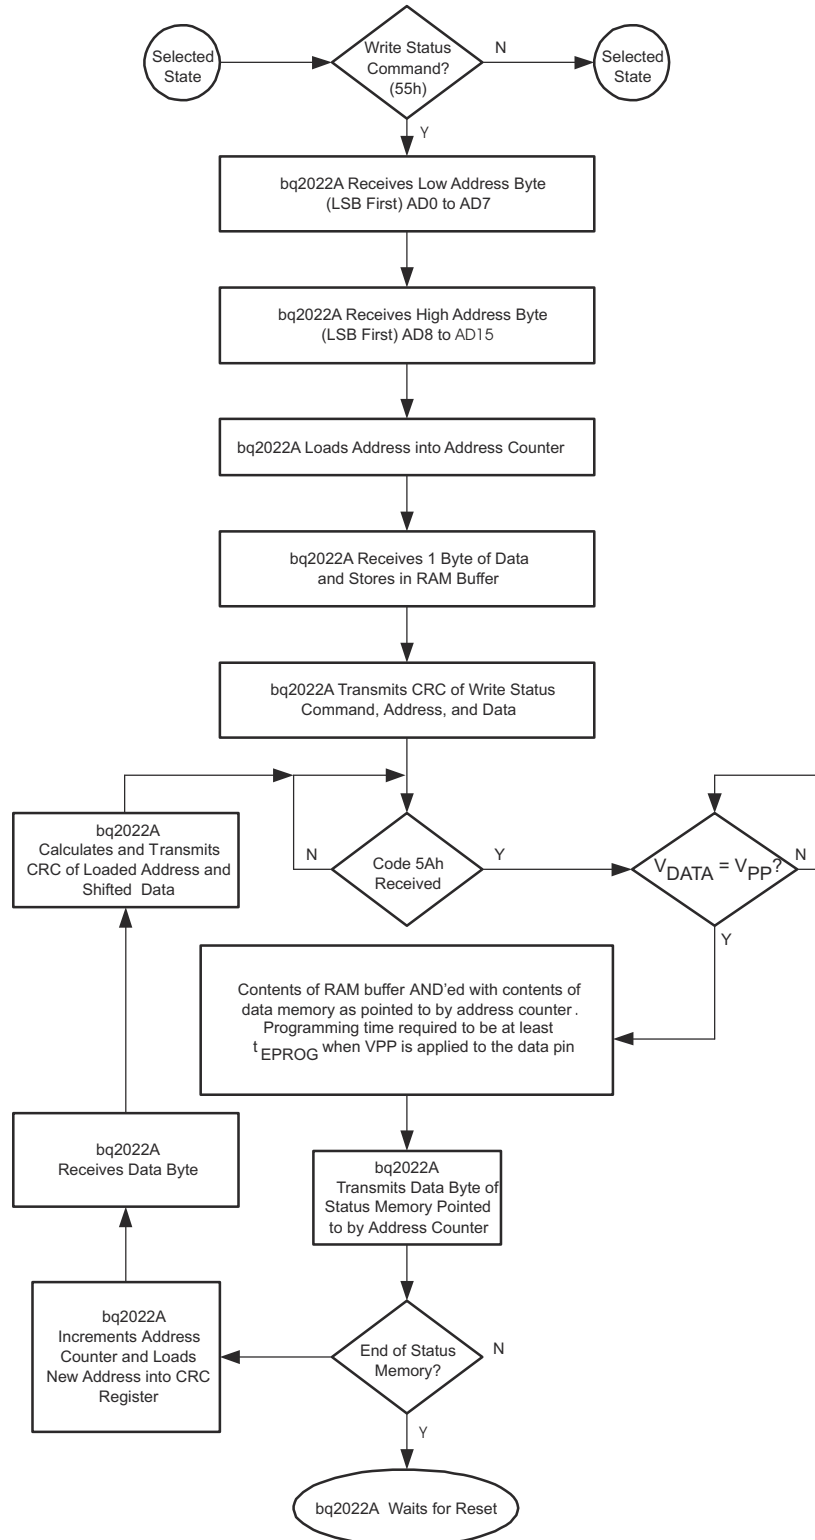 Selected
State
Write Status
Command?
(55h)
N
Selected
State
Y
bq2022A Receives Low Address Byte
(LSB First) AD0 to AD7
bq2022A Receives High Address Byte
(LSB First) AD8 to AD15
bq2022A Loads Address into Address Counter
bq2022A Receives 1 Byte of Data
and Stores in RAM Buffer
bq2022A Transmits CRC of Write Status
Command, Address, and Data
bq2022A
Calculates and Transmits
CRC of Loaded Address and
Shifted Data
N
Code 5Ah
Received
Y
VDATA = VPP?
N
Y
Contents of RAM buffer AND'ed with contents of
data memory as pointed to by address counter.
Programming time required to be at least
tEPROG when VPP is applied to the data pin
bq2022A
Receives Data Byte
bq2022A
Transmits Data Byte of
Status Memory Pointed
to by Address Counter
bq2022A
Increments Address
Counter and Loads
New Address into CRC
Register
End of Status
Memory?
N
Y
bq2022A Waits for Reset